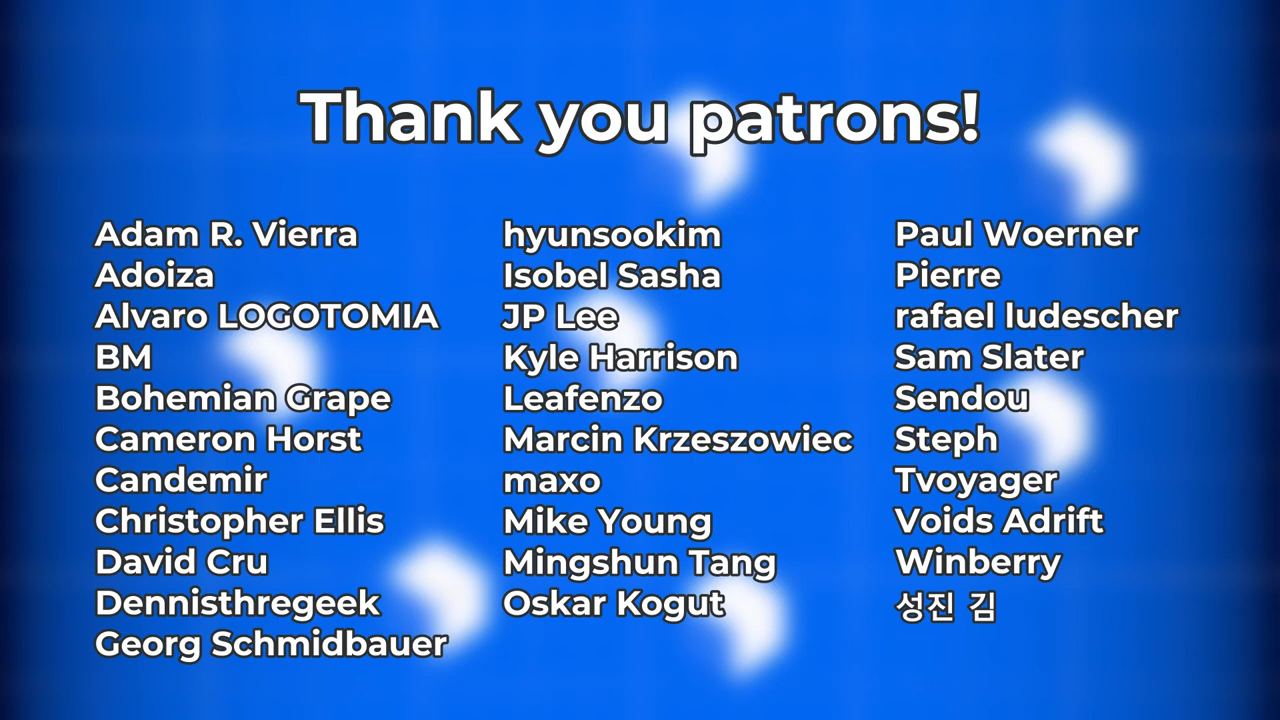 Thank you patrons!
Adam R. Vierra
Adoiza
Alvaro LOGOTOMIA
BM
Bohemian Grape
Cameron Horst
Candemir
Christopher Ellis
David Cru
Dennisthregeek
Georg Schmidbauer
hyunsookim
Isobel Sasha
JP Lee
Kyle Harrison
Leafenzo
Marcin Krzeszowiec
maxo
Mike Young
Mingshun Tang
Oskar Kogut
Paul Woerner
Pierre
rafael ludescher
Sam Slater
Sendou
Steph
Tvoyager
Voids Adrift
Winberry
성진 김